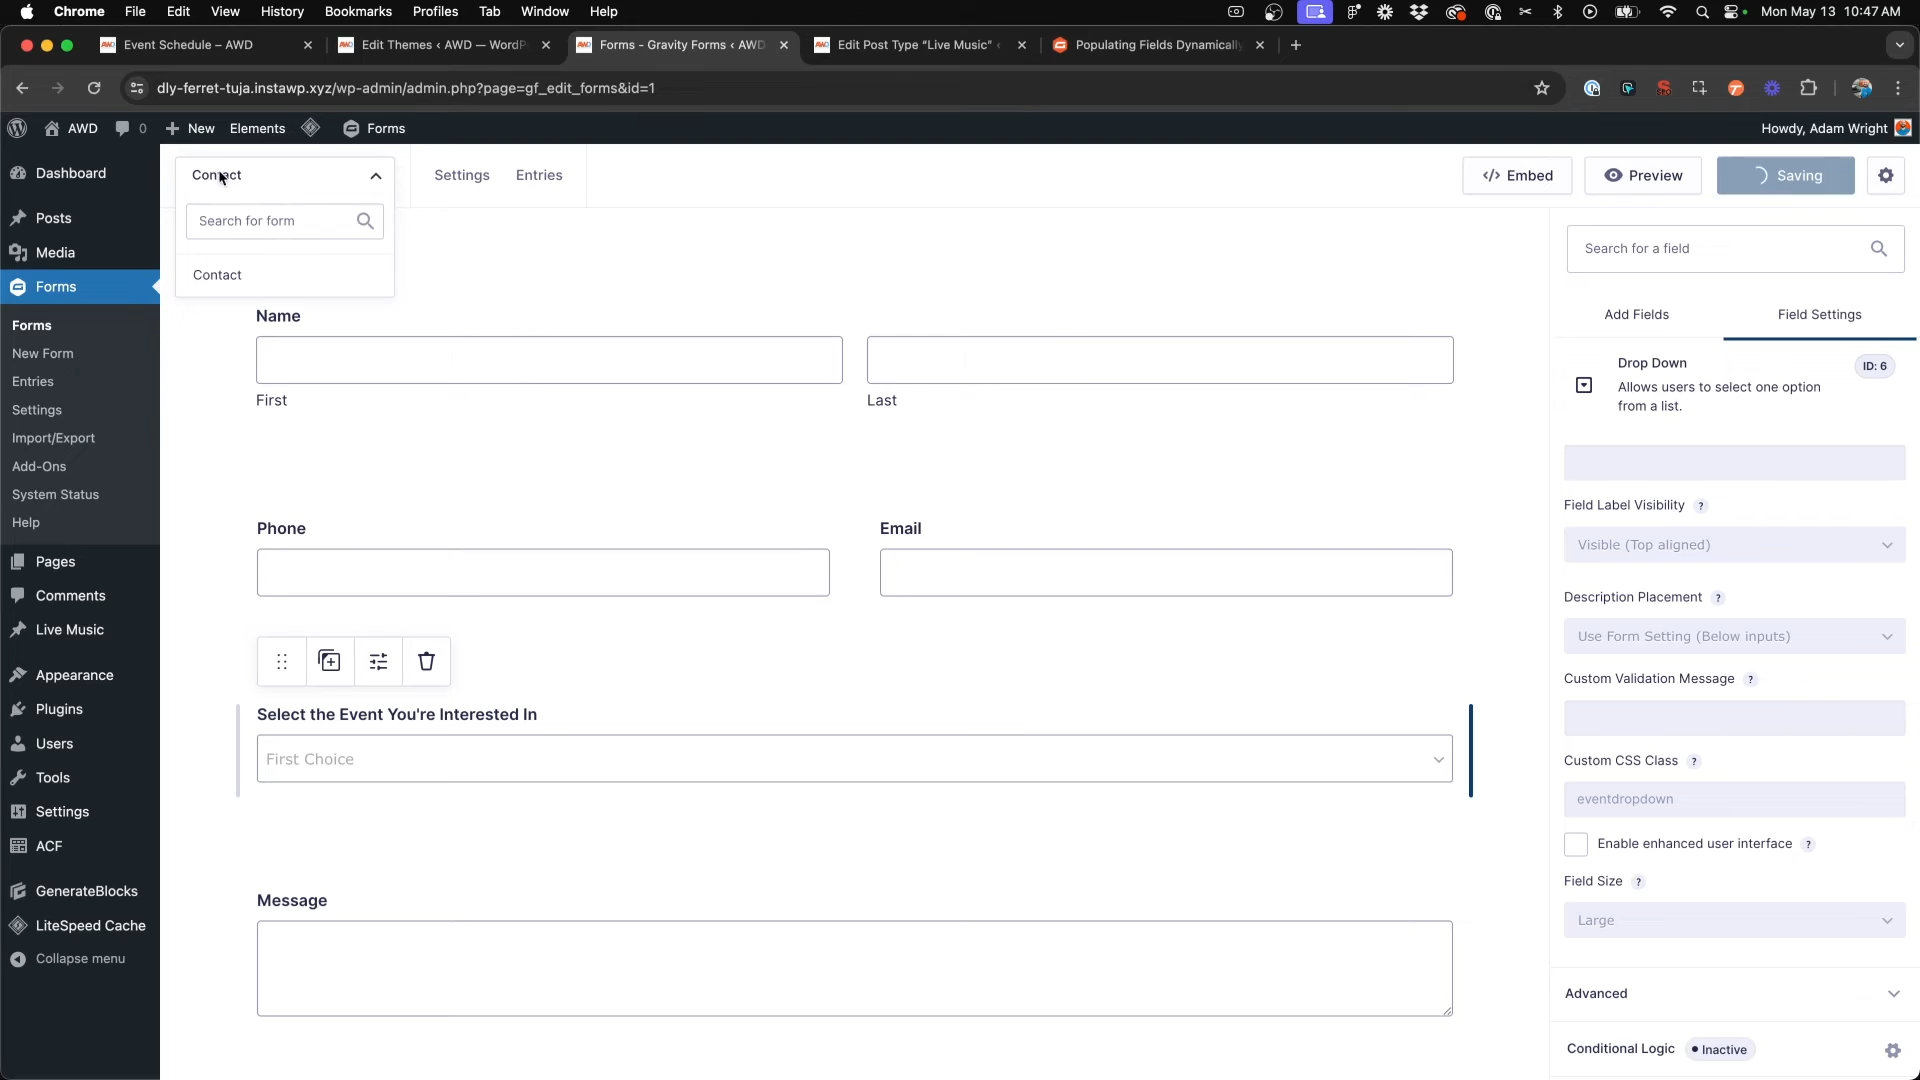 Chrome File Edit View History Bookmarks Profiles Tab Window Help Mon May 13 10:47 AM
Event Schedule – AWD Edit Themes ‹ AWD — WordP Forms - Gravity Forms ‹ AWD Edit Post Type “Live Music” ‹ Populating Fields Dynamically
dly-ferret-tuja.instawp.xyz/wp-admin/admin.php?page=gf_edit_forms&id=1
AWD 0 New Elements Forms Howdy, Adam Wright
Dashboard
Posts
Media
Forms
Forms
New Form
Entries
Settings
Import/Export
Add-Ons
System Status
Help
Pages
Comments
Live Music
Appearance
Plugins
Users
Tools
Settings
ACF
GenerateBlocks
LiteSpeed Cache
Collapse menu
Contact
Search for form
Contact
Settings Entries
Embed Preview Saving
Name
First Last
Phone Email
Select the Event You're Interested In
First Choice
Message
Search for a field
Add Fields Field Settings
Drop Down ID: 6
Allows users to select one option
from a list.
Field Label Visibility ?
Visible (Top aligned)
Description Placement ?
Use Form Setting (Below inputs)
Custom Validation Message ?
Custom CSS Class ?
eventdropdown
Enable enhanced user interface ?
Field Size ?
Large
Advanced
Conditional Logic Inactive